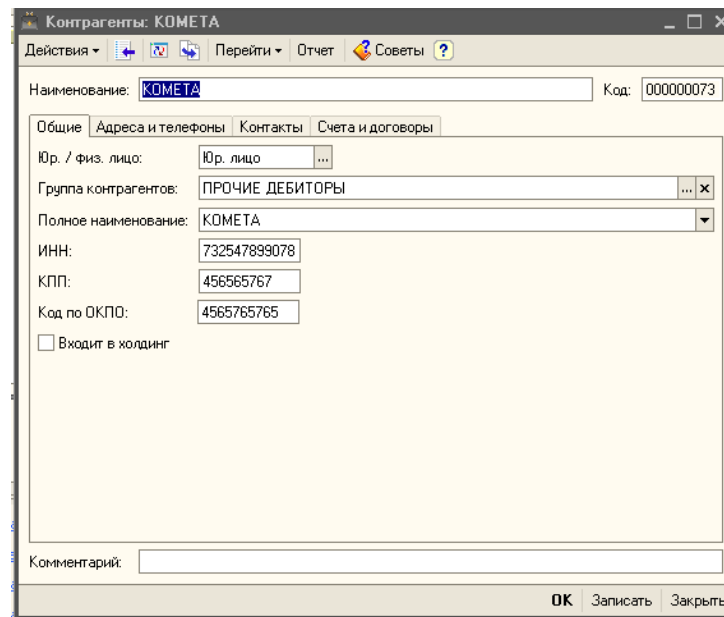 Контрагенты: КОМЕТА
Действия Перейти Отчет Советы ?
Наименование: КОМЕТА Код: 000000073
Общие Адреса и телефоны Контакты Счета и договоры
Юр. / физ. лицо: Юр. лицо ...
Группа контрагентов: ПРОЧИЕ ДЕБИТОРЫ ... x
Полное наименование: КОМЕТА
ИНН: 732547899078
КПП: 456565767
Код по ОКПО: 4565765765
Входит в холдинг
Комментарий:
OK Записать Закрыть